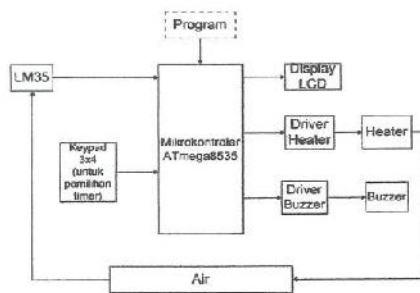 Program
LM35
Display
LCD
Mikrokontroler
ATmega8535
Driver
Heater
Heater
Keypad
3x4
(untuk
pemilihan
timer)
Driver
Buzzer
Buzzer
Air